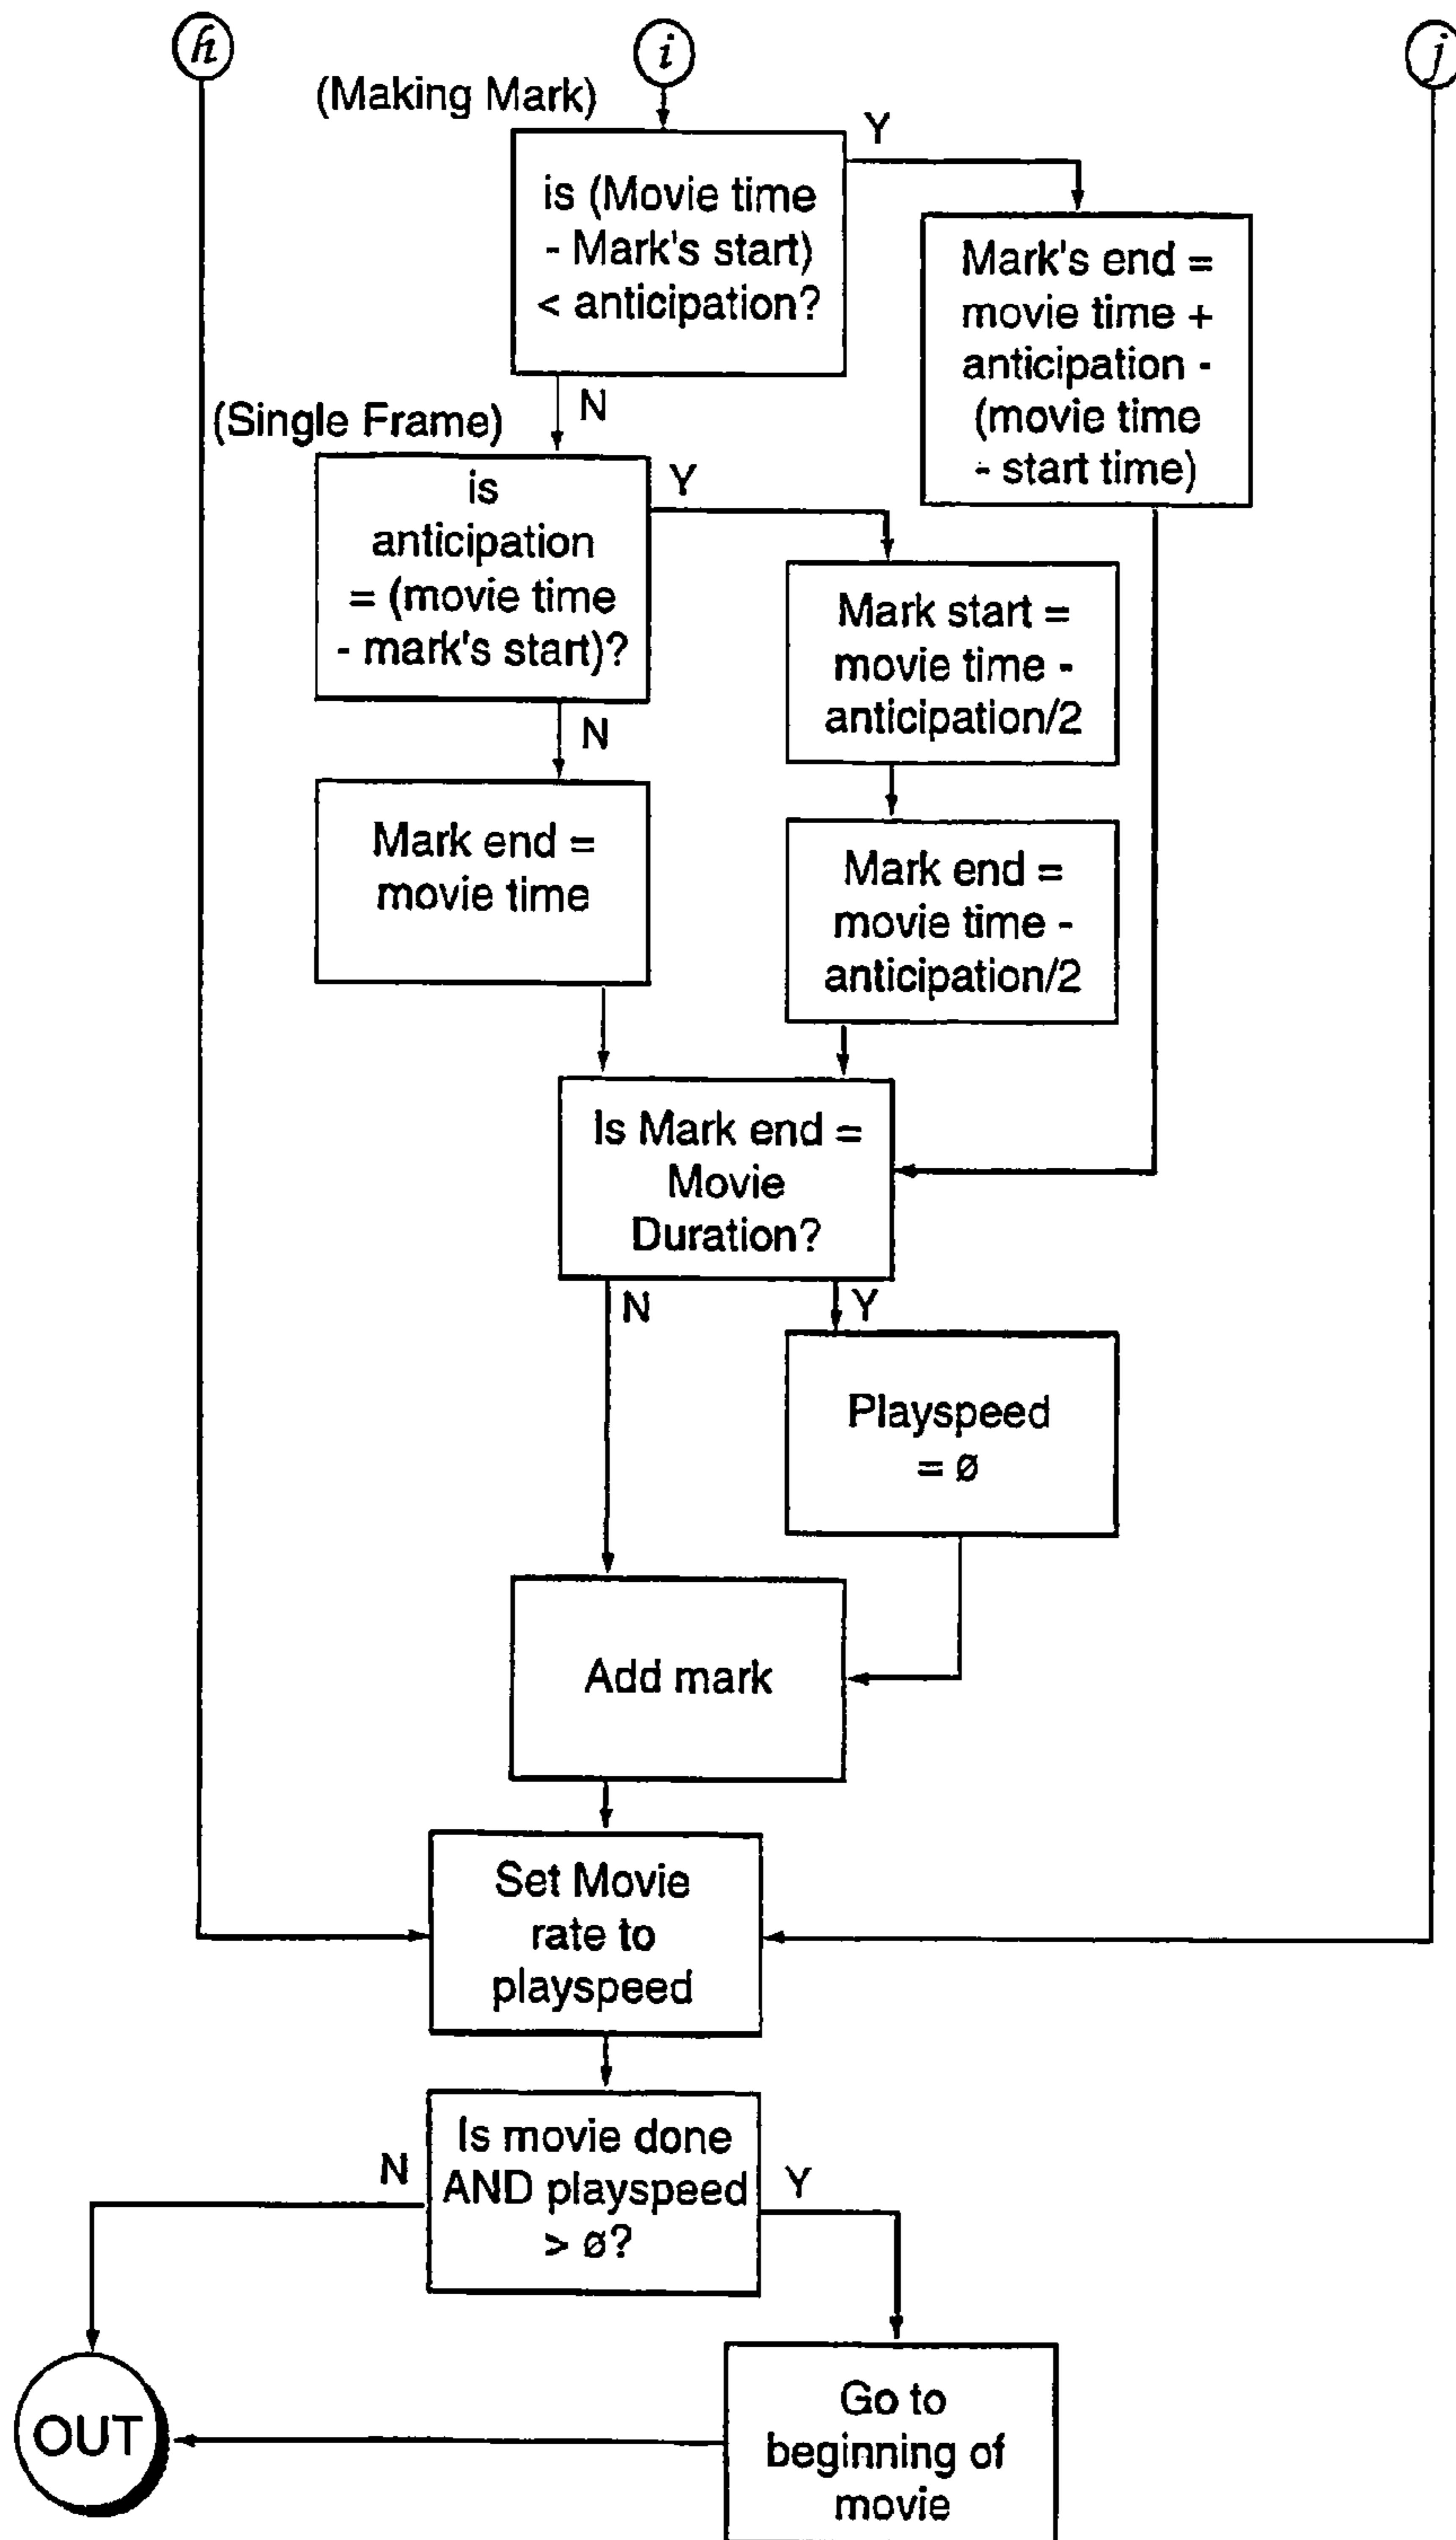 h
i
j
(Making Mark)
is (Movie time
- Mark's start)
< anticipation?
Y
Mark's end =
movie time +
anticipation -
(movie time
- start time)
N
(Single Frame)
is
anticipation
= (movie time
- mark's start)?
Y
Mark start =
movie time -
anticipation/2
N
Mark end =
movie time
Mark end =
movie time -
anticipation/2
Is Mark end =
Movie
Duration?
N
Y
Playspeed
= ø
Add mark
Set Movie
rate to
playspeed
Is movie done
AND playspeed
> ø?
N
Y
OUT
Go to
beginning of
movie